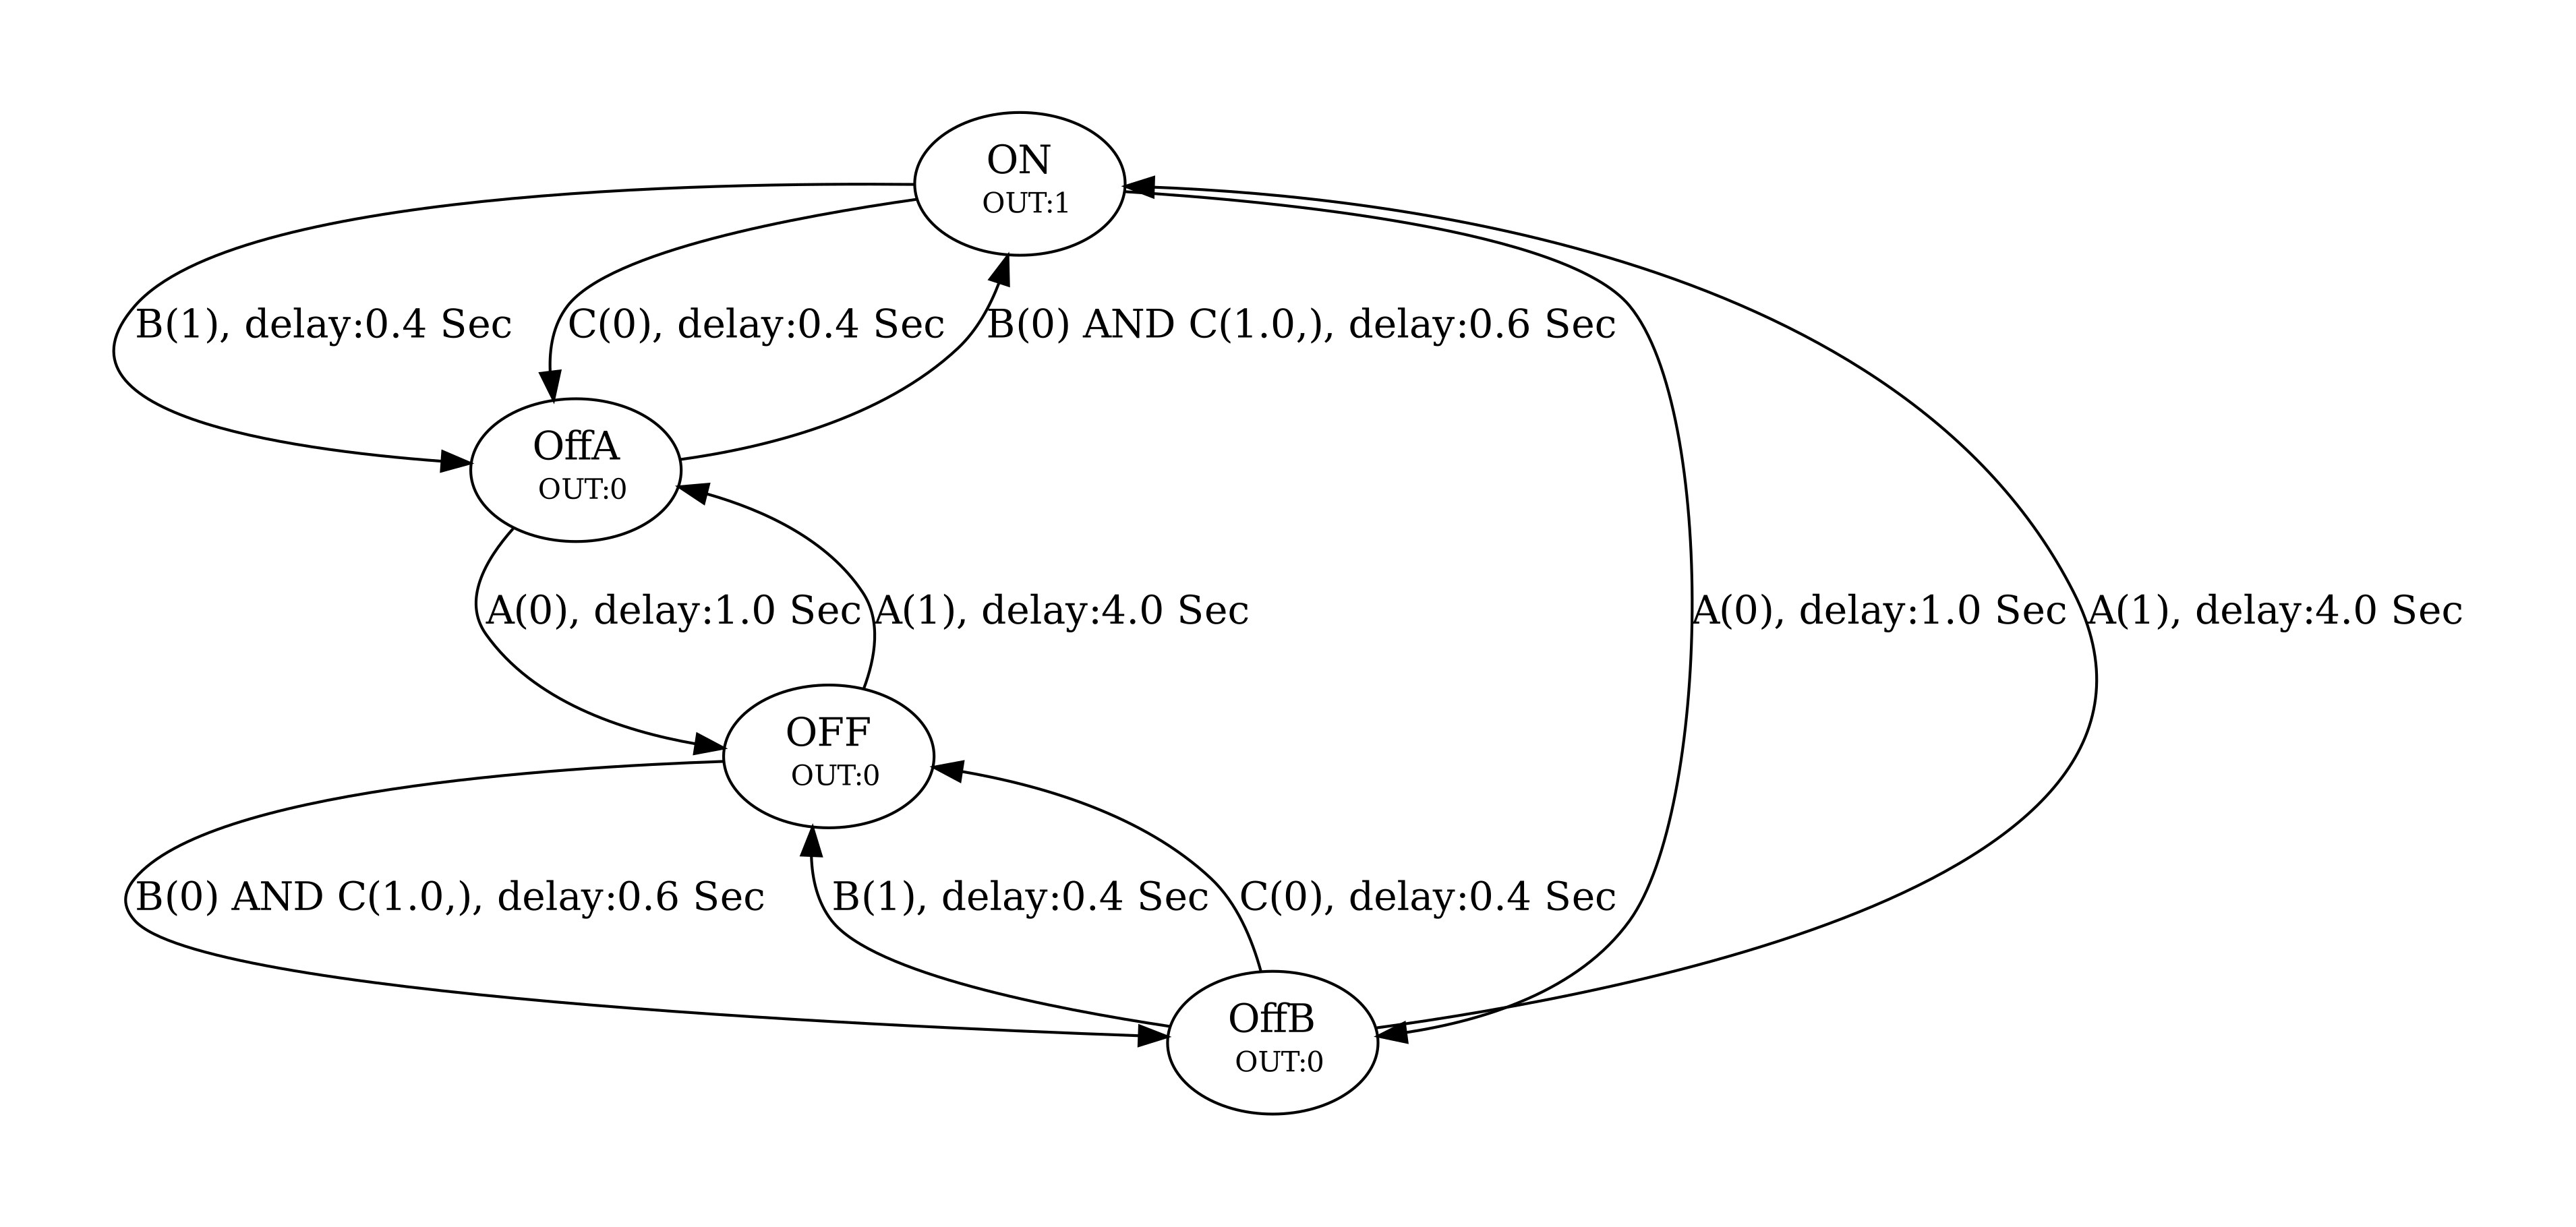 ON
OUT:1
B(1), delay:0.4 Sec
C(0), delay:0.4 Sec
B(0) AND C(1.0,), delay:0.6 Sec
OffA
OUT:0
A(0), delay:1.0 Sec
A(1), delay:4.0 Sec
A(0), delay:1.0 Sec
A(1), delay:4.0 Sec
OFF
OUT:0
B(0) AND C(1.0,), delay:0.6 Sec
B(1), delay:0.4 Sec
C(0), delay:0.4 Sec
OffB
OUT:0